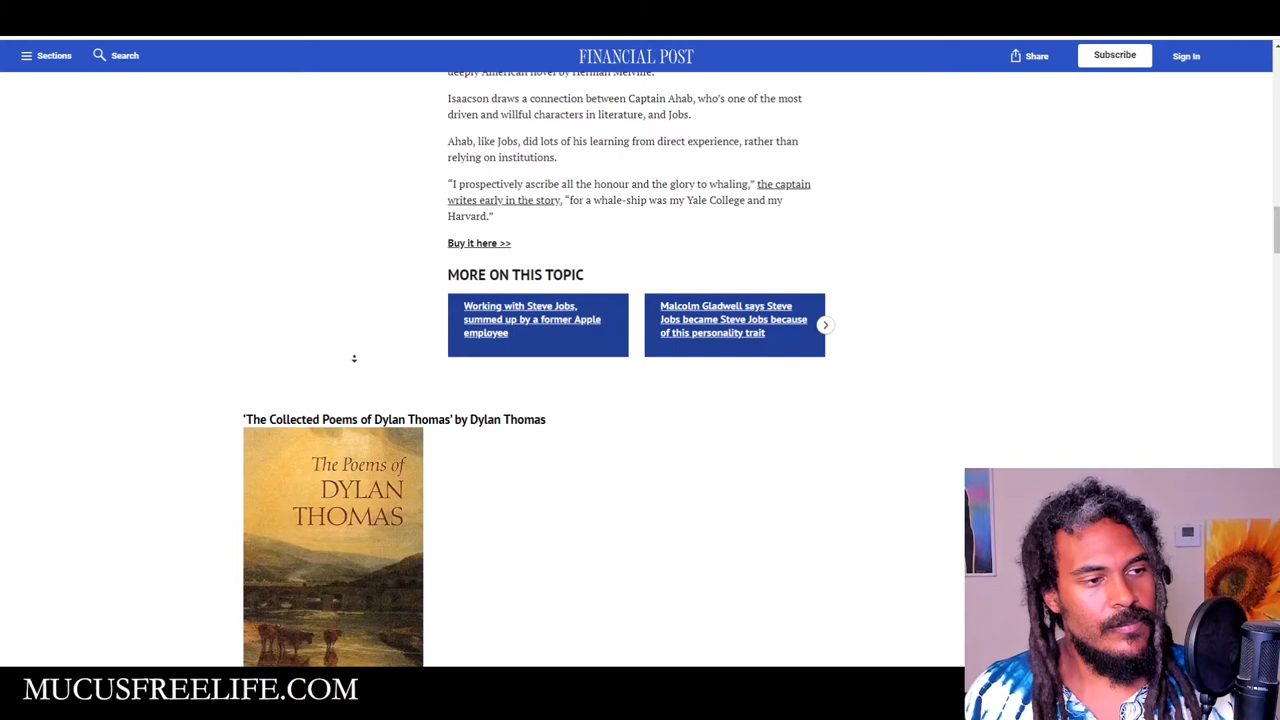 Sections
Search
FINANCIAL POST
Share
Subscribe
Sign In
deeply American novel by Herman Melville.
Isaacson draws a connection between Captain Ahab, who's one of the most
driven and willful characters in literature, and Jobs.
Ahab, like Jobs, did lots of his learning from direct experience, rather than
relying on institutions.
“I prospectively ascribe all the honour and the glory to whaling,” the captain
writes early in the story, “for a whale-ship was my Yale College and my
Harvard.”
Buy it here >>
MORE ON THIS TOPIC
Working with Steve Jobs,
summed up by a former Apple
employee
Malcolm Gladwell says Steve
Jobs became Steve Jobs because
of this personality trait
‘The Collected Poems of Dylan Thomas’ by Dylan Thomas
The Poems of
DYLAN
THOMAS
MUCUSFREELIFE.COM